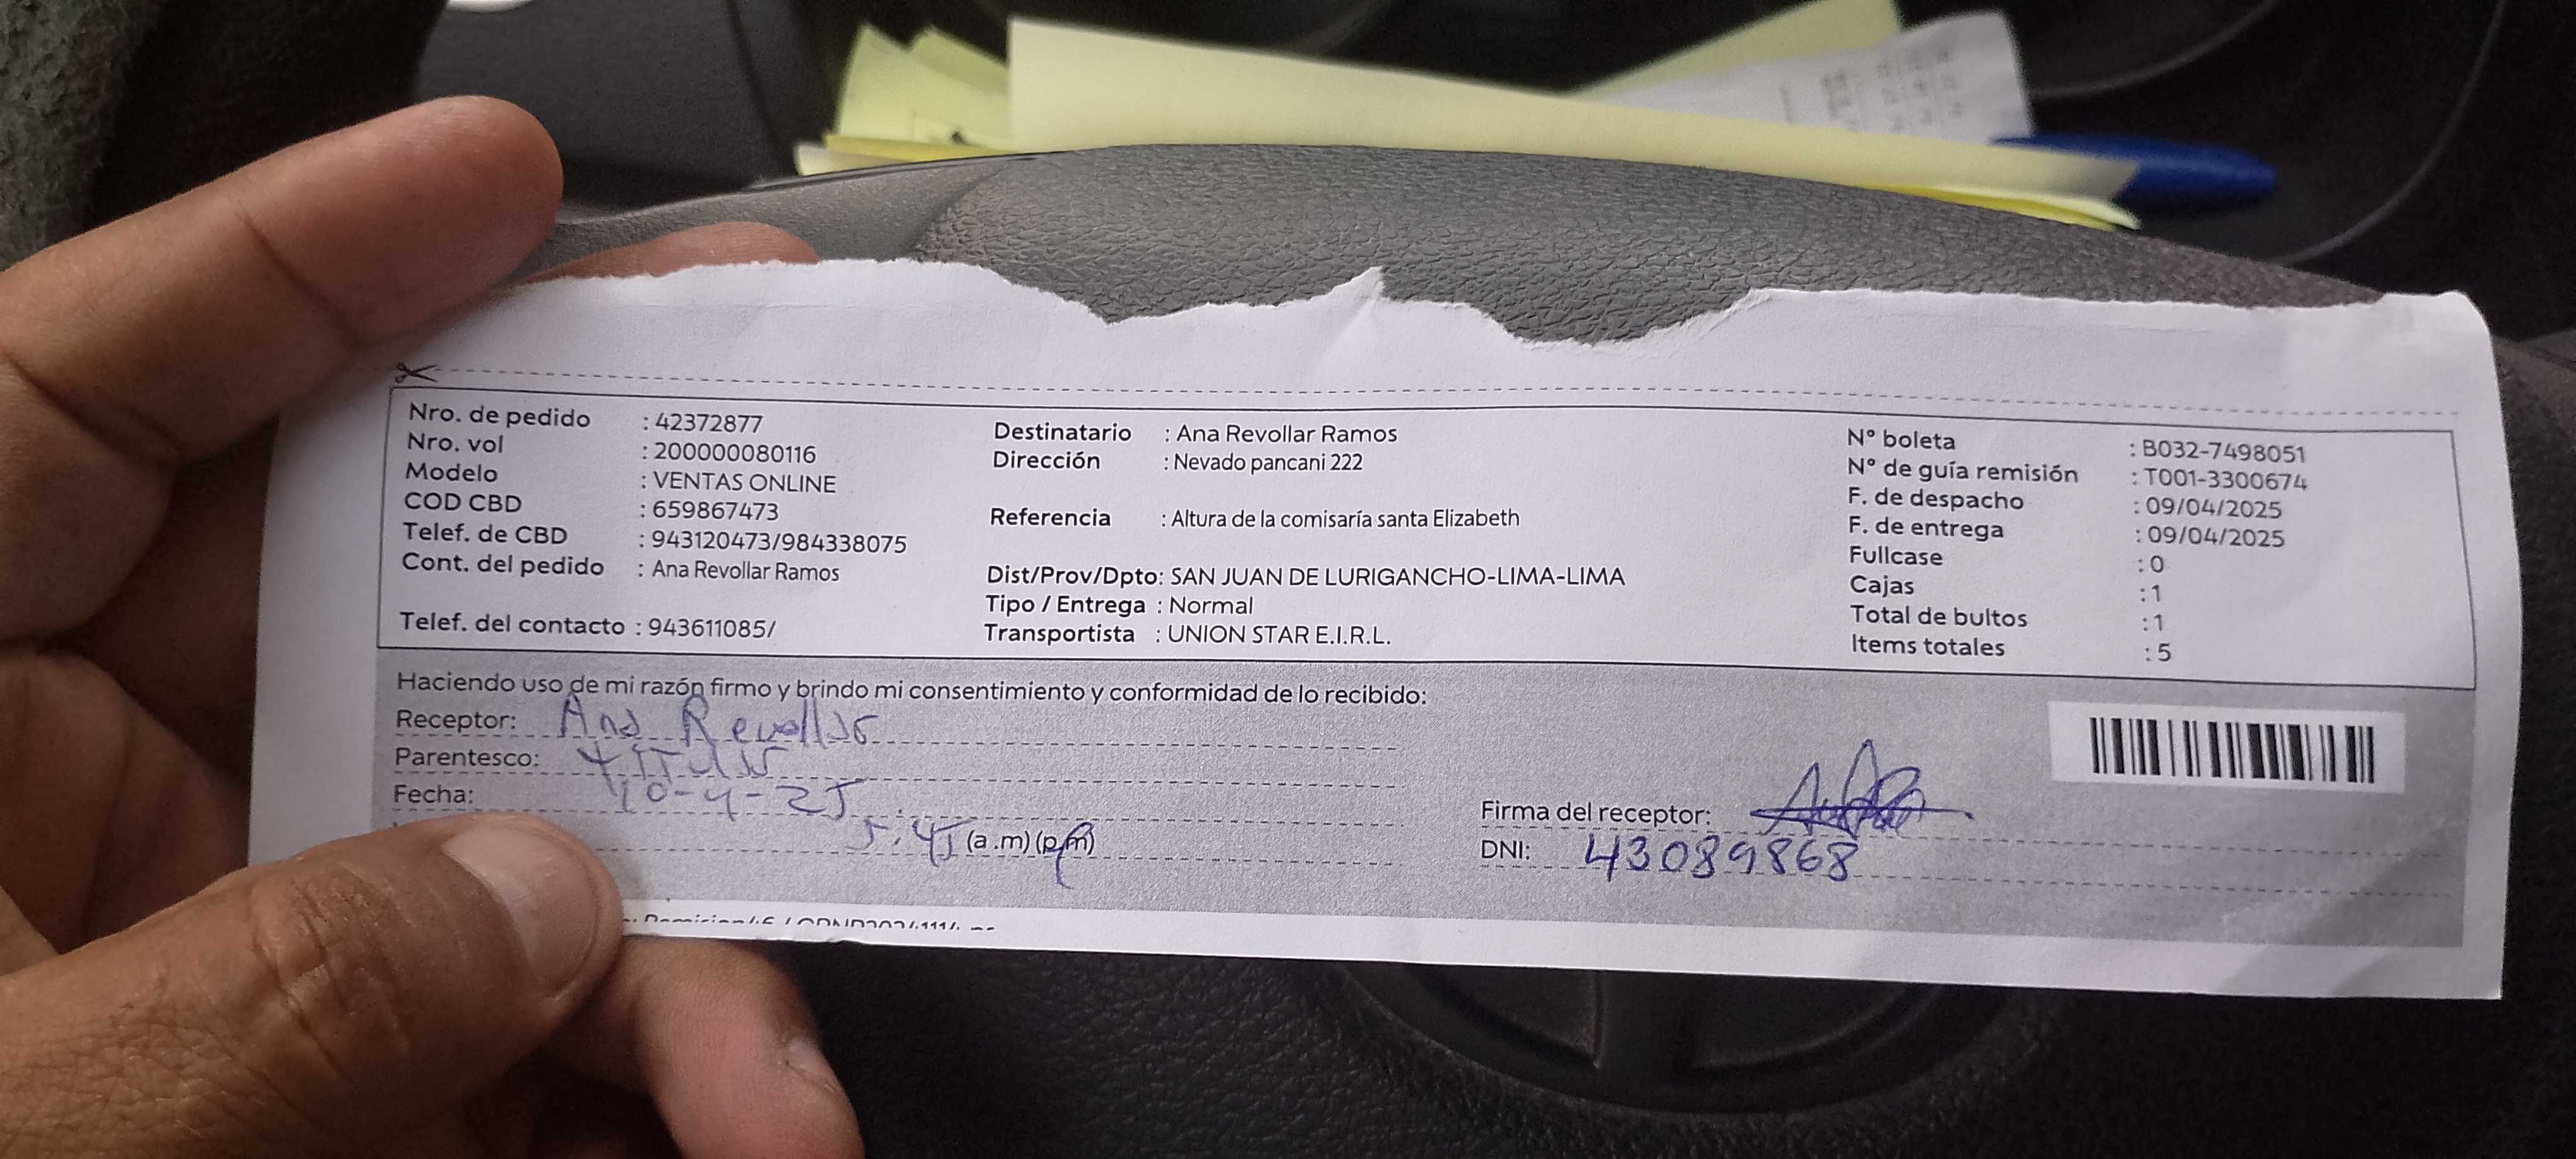 Nro. de pedido : 42372877
Nro. vol : 200000080116
Modelo : VENTAS ONLINE
COD CBD : 659867473
Telef. de CBD : 943120473/984338075
Cont. del pedido : Ana Revollar Ramos
Telef. del contacto : 943611085/
Destinatario : Ana Revollar Ramos
Dirección : Nevado pancani 222
Referencia : Altura de la comisaría santa Elizabeth
Dist/Prov/Dpto: SAN JUAN DE LURIGANCHO-LIMA-LIMA
Tipo / Entrega : Normal
Transportista : UNION STAR E.I.R.L.
N° boleta : B032-7498051
N° de guía remisión : T001-3300674
F. de despacho : 09/04/2025
F. de entrega : 09/04/2025
Fullcase : 0
Cajas : 1
Total de bultos : 1
Items totales : 5
Haciendo uso de mi razón firmo y brindo mi consentimiento y conformidad de lo recibido:
Receptor: Ana Revollar
Parentesco:
Fecha: 10-4-25
5:45 (a.m) (p.m)
Firma del receptor:
DNI: 43089868